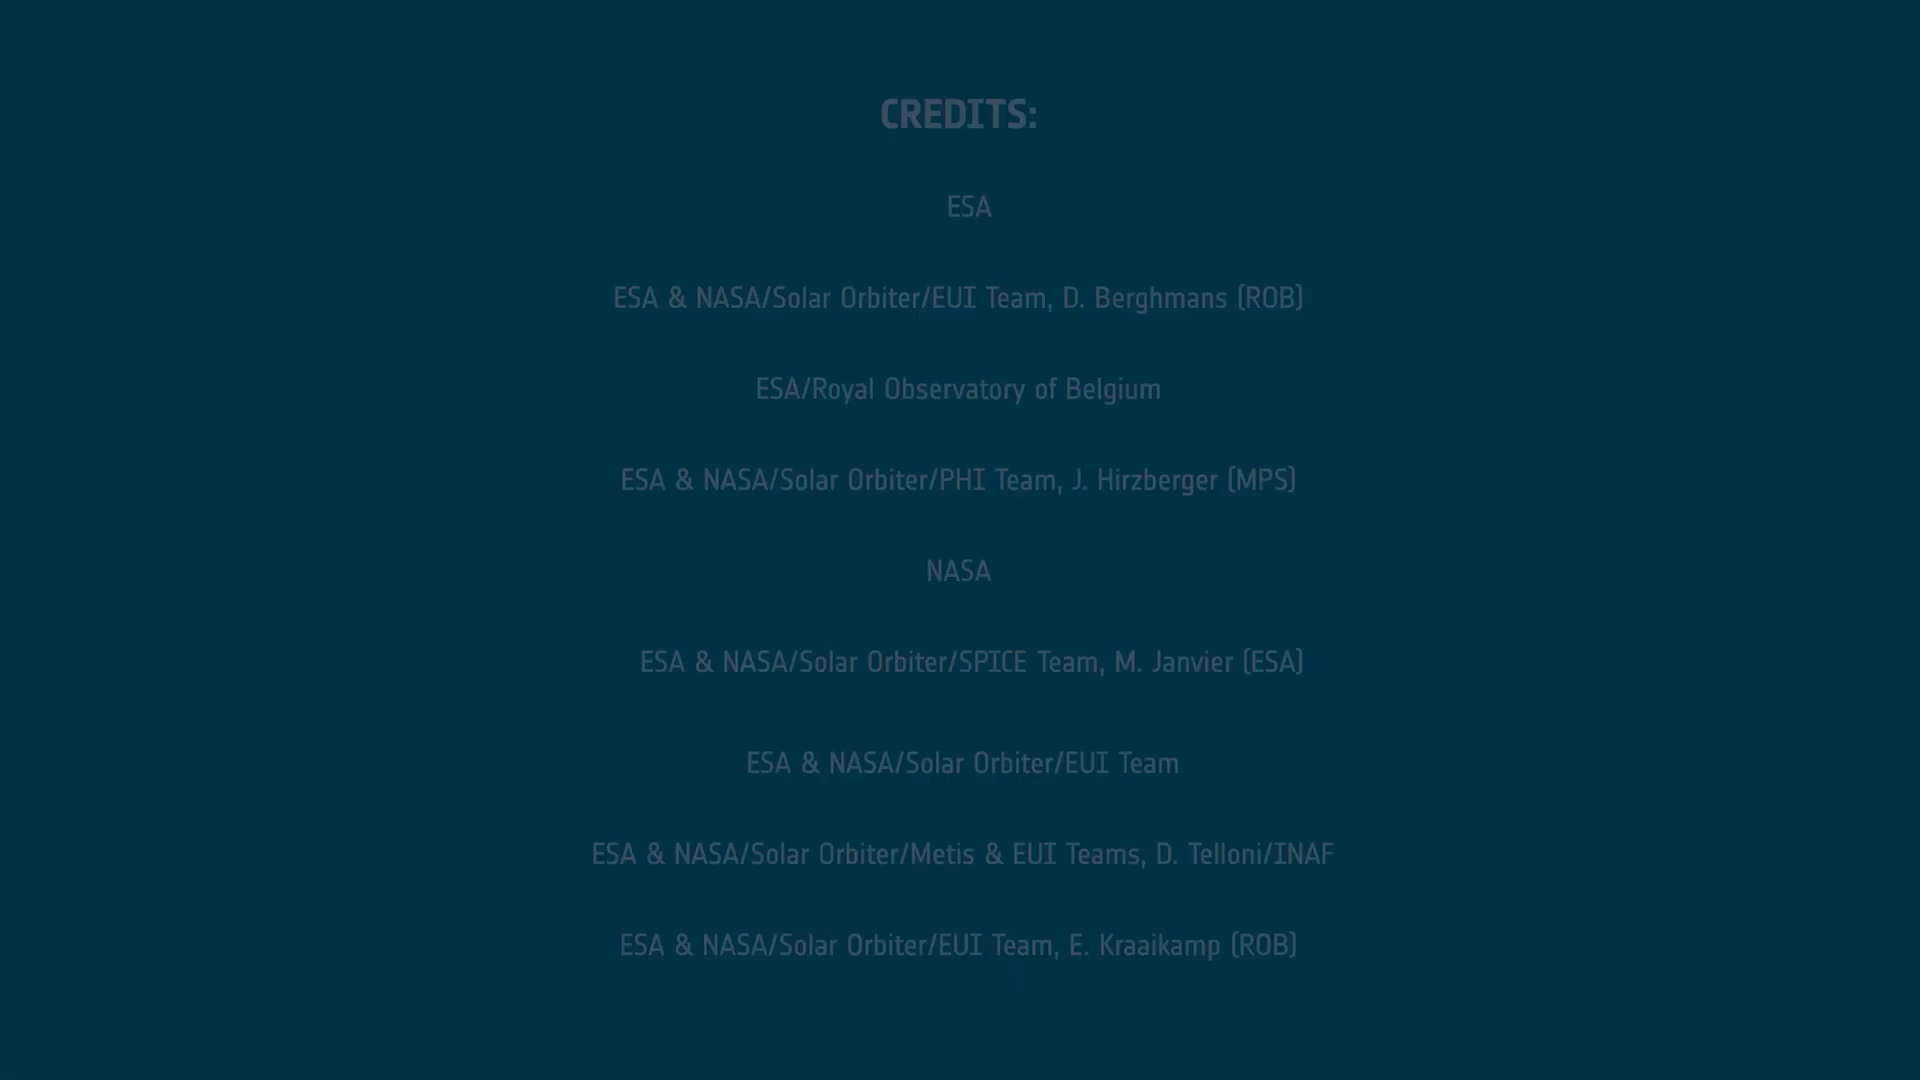 CREDITS:
ESA
ESA & NASA/Solar Orbiter/EUI Team, D. Berghmans (ROB)
ESA/Royal Observatory of Belgium
ESA & NASA/Solar Orbiter/PHI Team, J. Hirzberger (MPS)
NASA
ESA & NASA/Solar Orbiter/SPICE Team, M. Janvier (ESA)
ESA & NASA/Solar Orbiter/EUI Team
ESA & NASA/Solar Orbiter/Metis & EUI Teams, D. Telloni/INAF
ESA & NASA/Solar Orbiter/EUI Team, E. Kraaikamp (ROB)